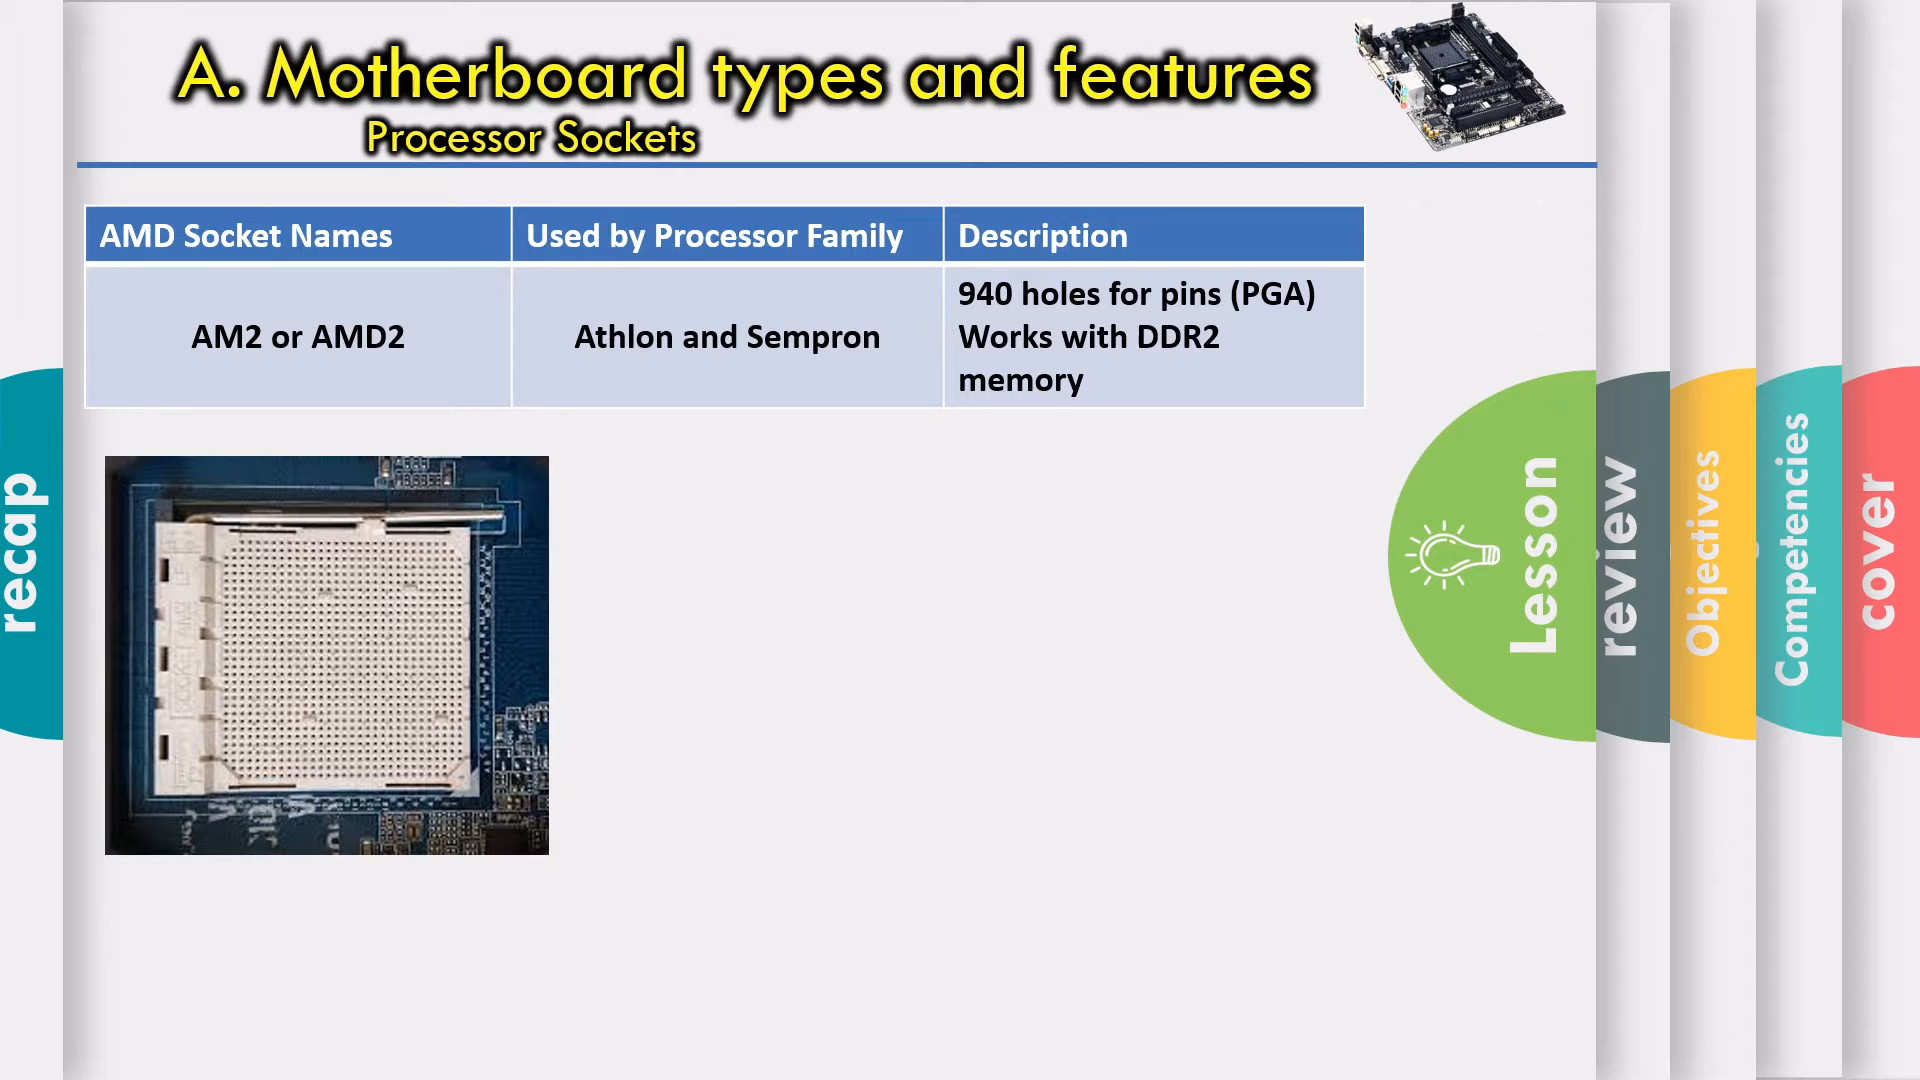 A. Motherboard types and features
Processor Sockets
AMD Socket Names
Used by Processor Family
Description
AM2 or AMD2
Athlon and Sempron
940 holes for pins (PGA)
Works with DDR2
memory
recap
Lesson
review
Objectives
Competencies
cover